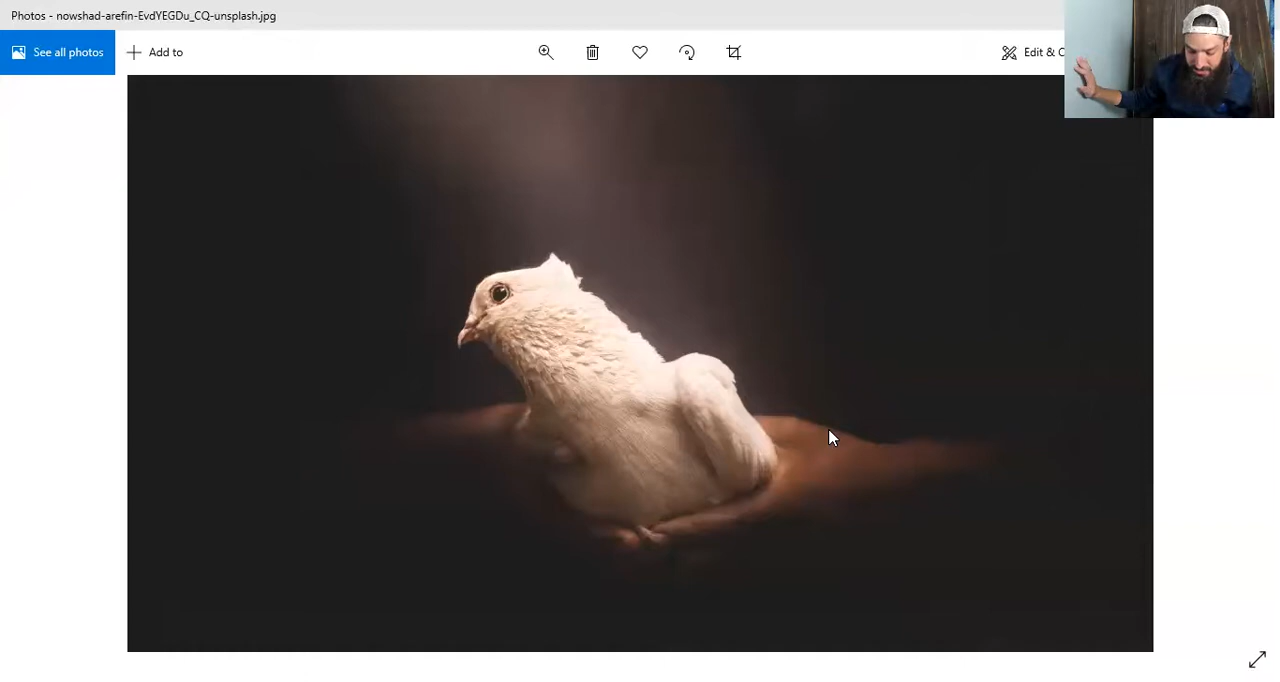 Photos - nowshad-arefin-EvdYEGDu_CQ-unsplash.jpg
See all photos
Add to
Edit &